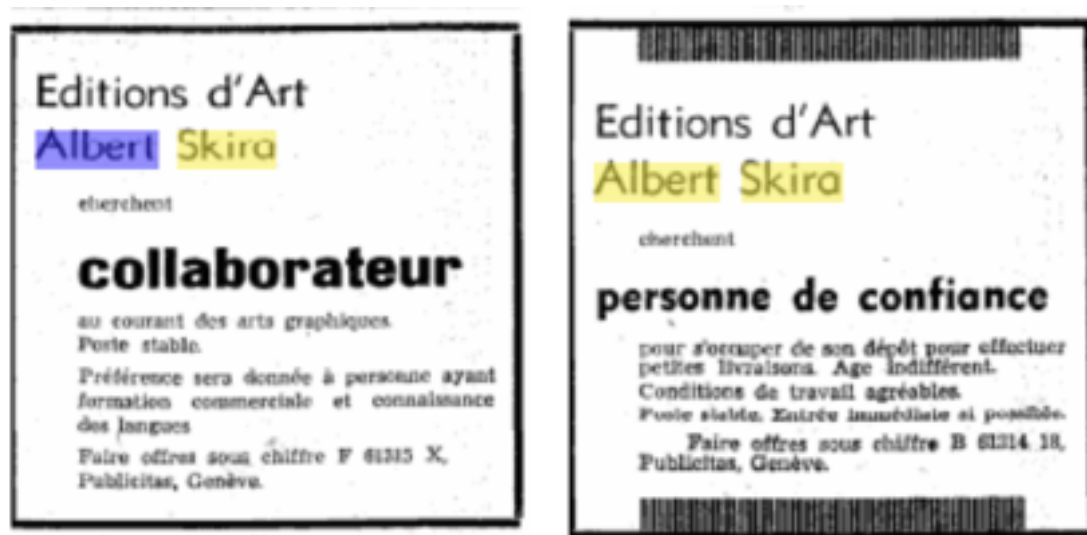 Editions d'Art
Albert Skira
cherchent
collaborateur
au courant des arts graphiques.
Poste stable.
Préférence sera donnée à personne ayant
formation commerciale et connaissance
des langues
Faire offres sous chiffre F 61315 X,
Publicitas, Genève.
Editions d'Art
Albert Skira
cherchent
personne de confiance
pour s'occuper de son dépôt pour effectuer
petites livraisons. Age indifférent.
Conditions de travail agréables.
Poste stable. Entrée immédiate si possible.
Faire offres sous chiffre B 61314 18,
Publicitas, Genève.